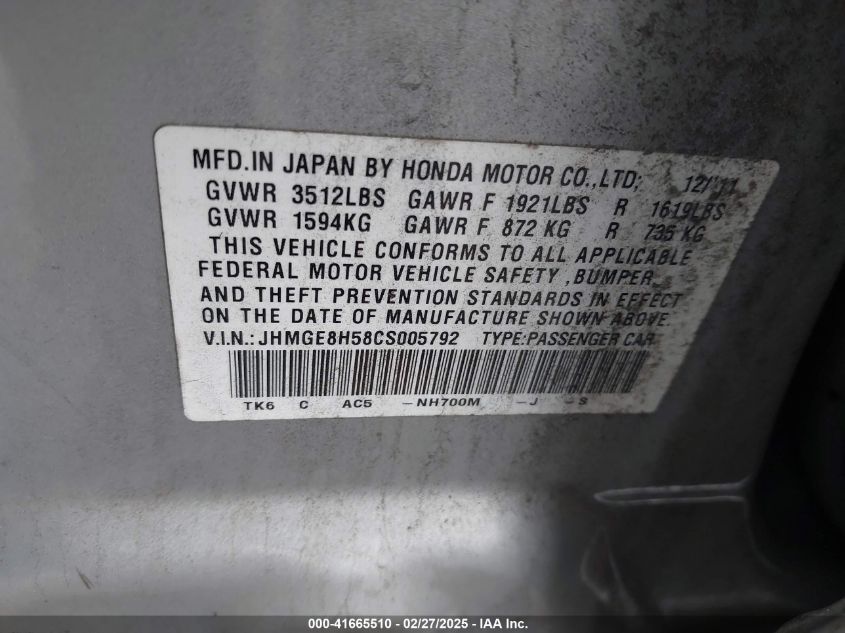 MFD.IN JAPAN BY HONDA MOTOR CO.,LTD; 12/'11
GVWR 3512LBS GAWR F 1921LBS R 1619LBS
GVWR 1594KG GAWR F 872 KG R 735 KG
THIS VEHICLE CONFORMS TO ALL APPLICABLE
FEDERAL MOTOR VEHICLE SAFETY ,BUMPER
AND THEFT PREVENTION STANDARDS IN EFFECT
ON THE DATE OF MANUFACTURE SHOWN ABOVE.
V.I.N.: JHMGE8H58CS005792 TYPE:PASSENGER CAR
TK6 C AC5 -NH700M -J -S
000-41665510 - 02/27/2025 - IAA Inc.